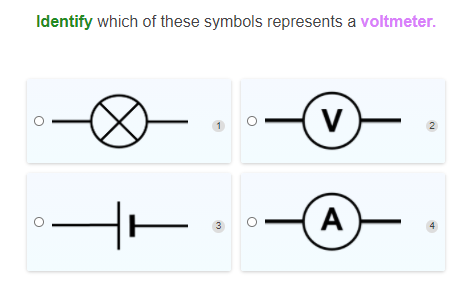 Identify which of these symbols represents a voltmeter.
1
V
2
3
A
4